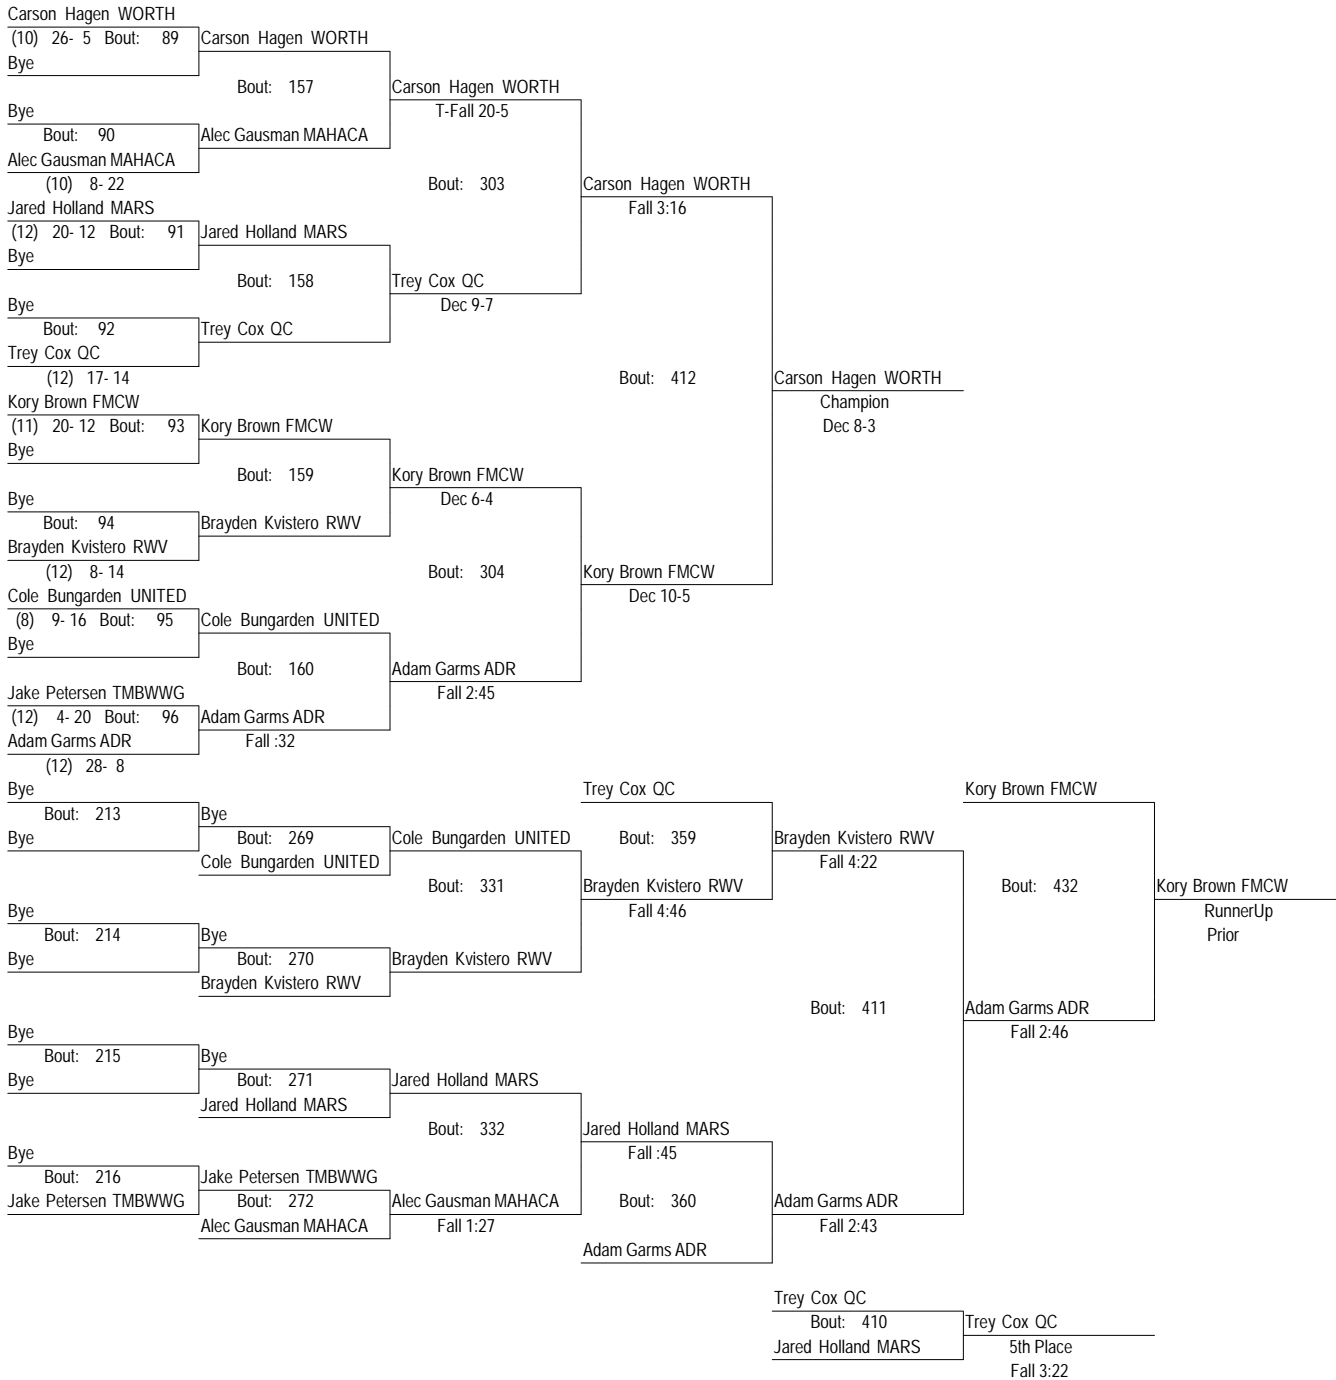 Carson Hagen WORTH
(10) 26- 5 Bout: 89 Carson Hagen WORTH
Bye
Bout: 157 Carson Hagen WORTH
Bye T-Fall 20-5
Bout: 90 Alec Gausman MAHACA
Alec Gausman MAHACA
(10) 8- 22 Bout: 303 Carson Hagen WORTH
Jared Holland MARS Fall 3:16
(12) 20- 12 Bout: 91 Jared Holland MARS
Bye
Bout: 158 Trey Cox QC
Bye Dec 9-7
Bout: 92 Trey Cox QC
Trey Cox QC
(12) 17- 14 Bout: 412 Carson Hagen WORTH
Kory Brown FMCW Champion
(11) 20- 12 Bout: 93 Kory Brown FMCW Dec 8-3
Bye
Bout: 159 Kory Brown FMCW
Bye Dec 6-4
Bout: 94 Brayden Kvistero RWV
Brayden Kvistero RWV
(12) 8- 14 Bout: 304 Kory Brown FMCW
Cole Bungarden UNITED Dec 10-5
(8) 9- 16 Bout: 95 Cole Bungarden UNITED
Bye
Bout: 160 Adam Garms ADR
Jake Petersen TMBWWG Fall 2:45
(12) 4- 20 Bout: 96 Adam Garms ADR
Adam Garms ADR Fall :32
(12) 28- 8
Bye Trey Cox QC Kory Brown FMCW
Bout: 213 Bye
Bye Bout: 269 Cole Bungarden UNITED Bout: 359 Brayden Kvistero RWV
Cole Bungarden UNITED Fall 4:22
Bout: 331 Brayden Kvistero RWV Bout: 432 Kory Brown FMCW
Bye Fall 4:46 RunnerUp
Bout: 214 Bye Prior
Bye Bout: 270 Brayden Kvistero RWV
Brayden Kvistero RWV
Bout: 411 Adam Garms ADR
Bye Fall 2:46
Bout: 215 Bye
Bye Bout: 271 Jared Holland MARS
Jared Holland MARS
Bout: 332 Jared Holland MARS
Bye Fall :45
Bout: 216 Jake Petersen TMBWWG
Jake Petersen TMBWWG Bout: 272 Alec Gausman MAHACA Bout: 360 Adam Garms ADR
Alec Gausman MAHACA Fall 1:27 Fall 2:43
Adam Garms ADR
Trey Cox QC
Bout: 410 Trey Cox QC
Jared Holland MARS 5th Place
Fall 3:22